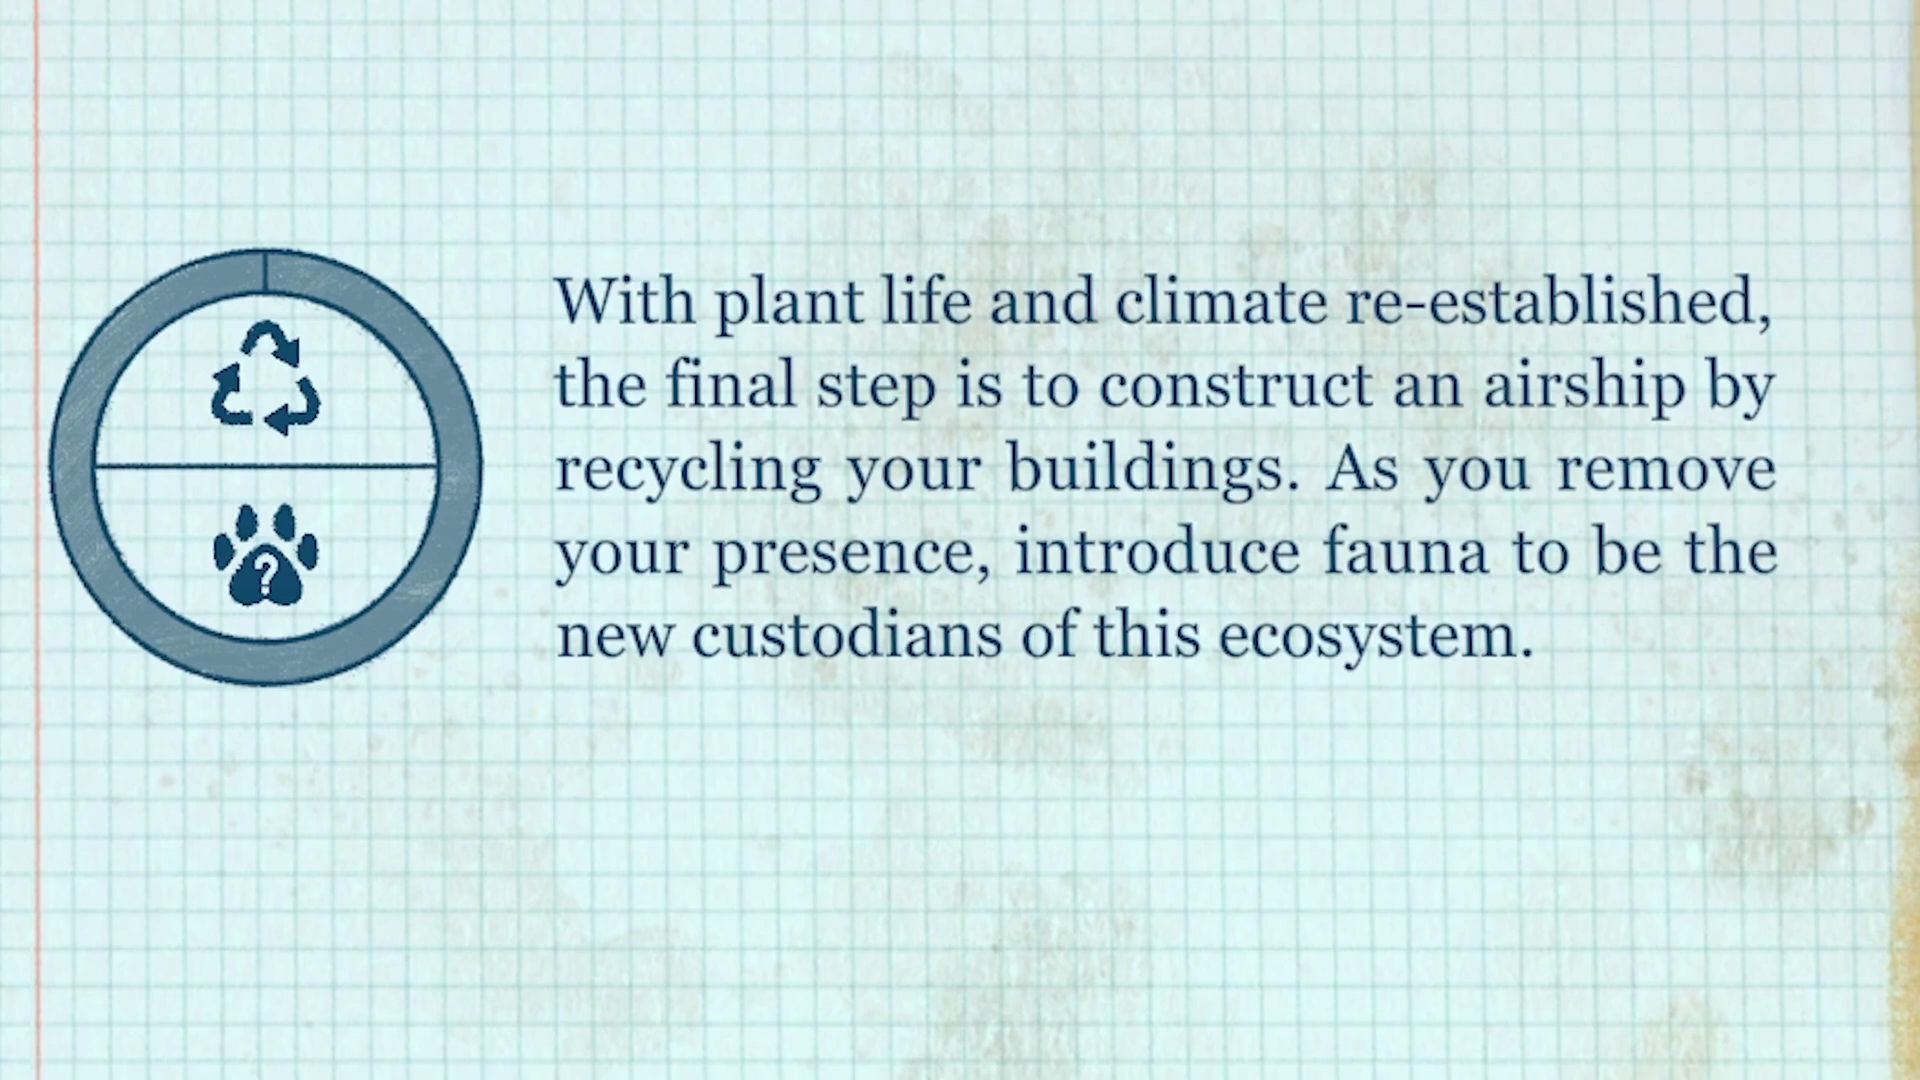 With plant life and climate re-established,
the final step is to construct an airship by
recycling your buildings. As you remove
your presence, introduce fauna to be the
new custodians of this ecosystem.
?